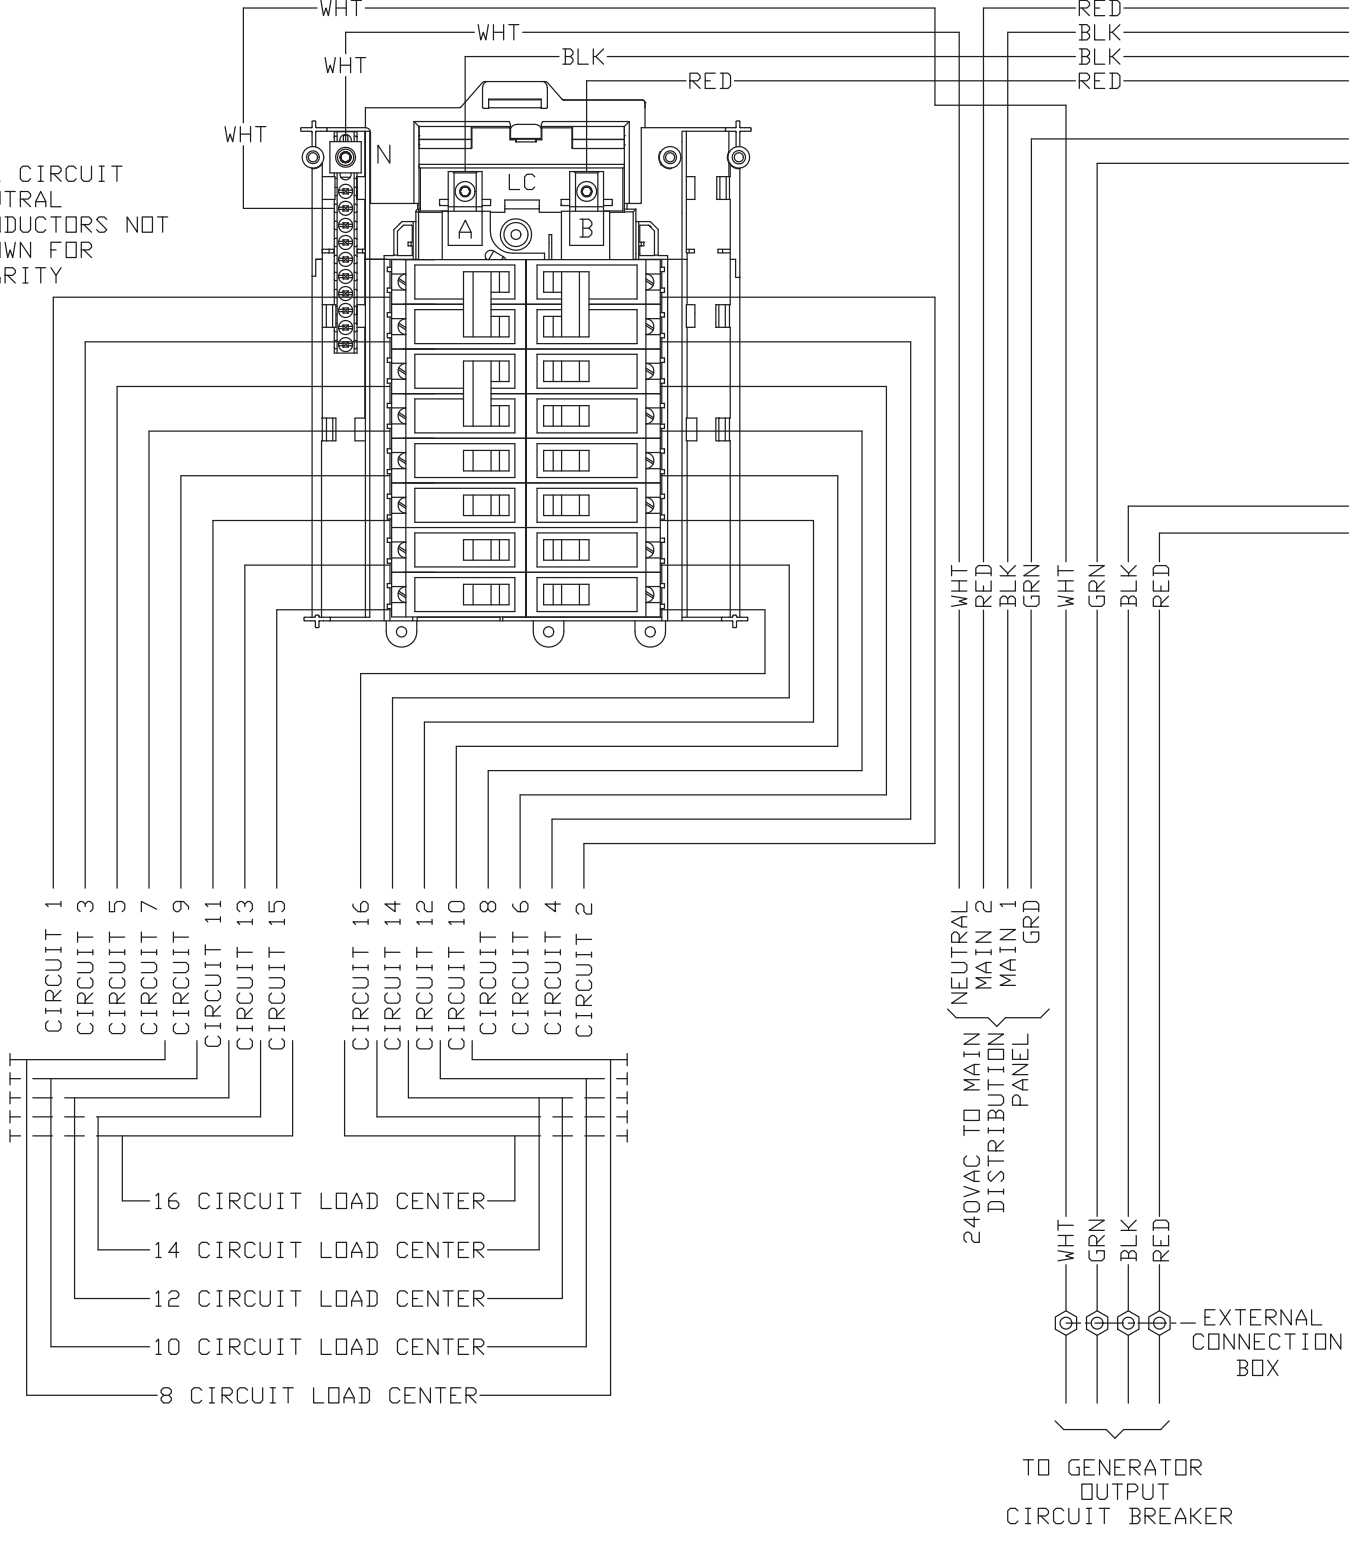 WHT
RED
WHT
BLK
BLK
BLK
WHT
RED
RED
WHT
N
CIRCUIT
LC
NOT
FOR
A
B
WHT
RED
BLK
GRN
WHT
GRN
BLK
RED
CIRCUIT 1
CIRCUIT 3
CIRCUIT 5
CIRCUIT 7
CIRCUIT 9
CIRCUIT 11
CIRCUIT 13
CIRCUIT 15
CIRCUIT 16
CIRCUIT 14
CIRCUIT 12
CIRCUIT 10
CIRCUIT 8
CIRCUIT 6
CIRCUIT 4
CIRCUIT 2
NEUTRAL
MAIN 2
MAIN 1
GRD
240VAC TO MAIN
DISTRIBUTION
PANEL
16 CIRCUIT LOAD CENTER
14 CIRCUIT LOAD CENTER
12 CIRCUIT LOAD CENTER
10 CIRCUIT LOAD CENTER
8 CIRCUIT LOAD CENTER
WHT
GRN
BLK
RED
EXTERNAL
CONNECTION
BOX
TO GENERATOR
OUTPUT
CIRCUIT BREAKER